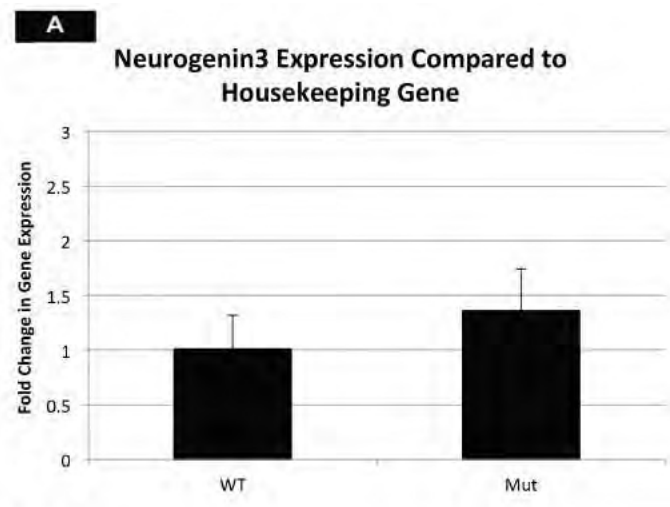 A
Neurogenin3 Expression Compared to
Housekeeping Gene
Fold Change in Gene Expression
3
2.5
2
1.5
1
0.5
0
WT
Mut